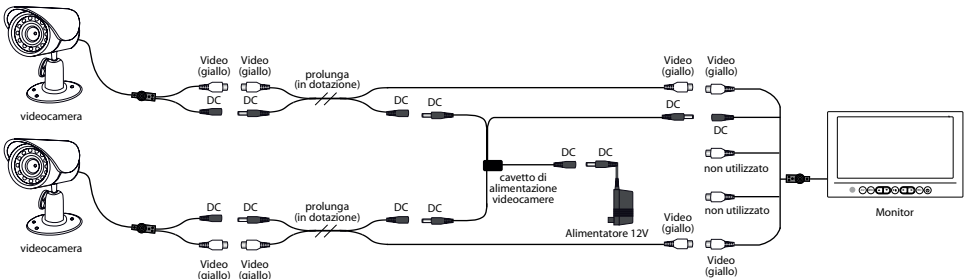 Video
(giallo)
Video
(giallo)
prolunga
(in dotazione)
Video
(giallo)
Video
(giallo)
DC
DC
DC
DC
DC
DC
videocamera
DC
DC
cavetto di
alimentazione
videocamere
non utilizzato
Alimentatore 12V
non utilizzato
Monitor
DC
DC
prolunga
(in dotazione)
DC
DC
Video
(giallo)
videocamera
Video
(giallo)
Video
(giallo)
Video
(giallo)